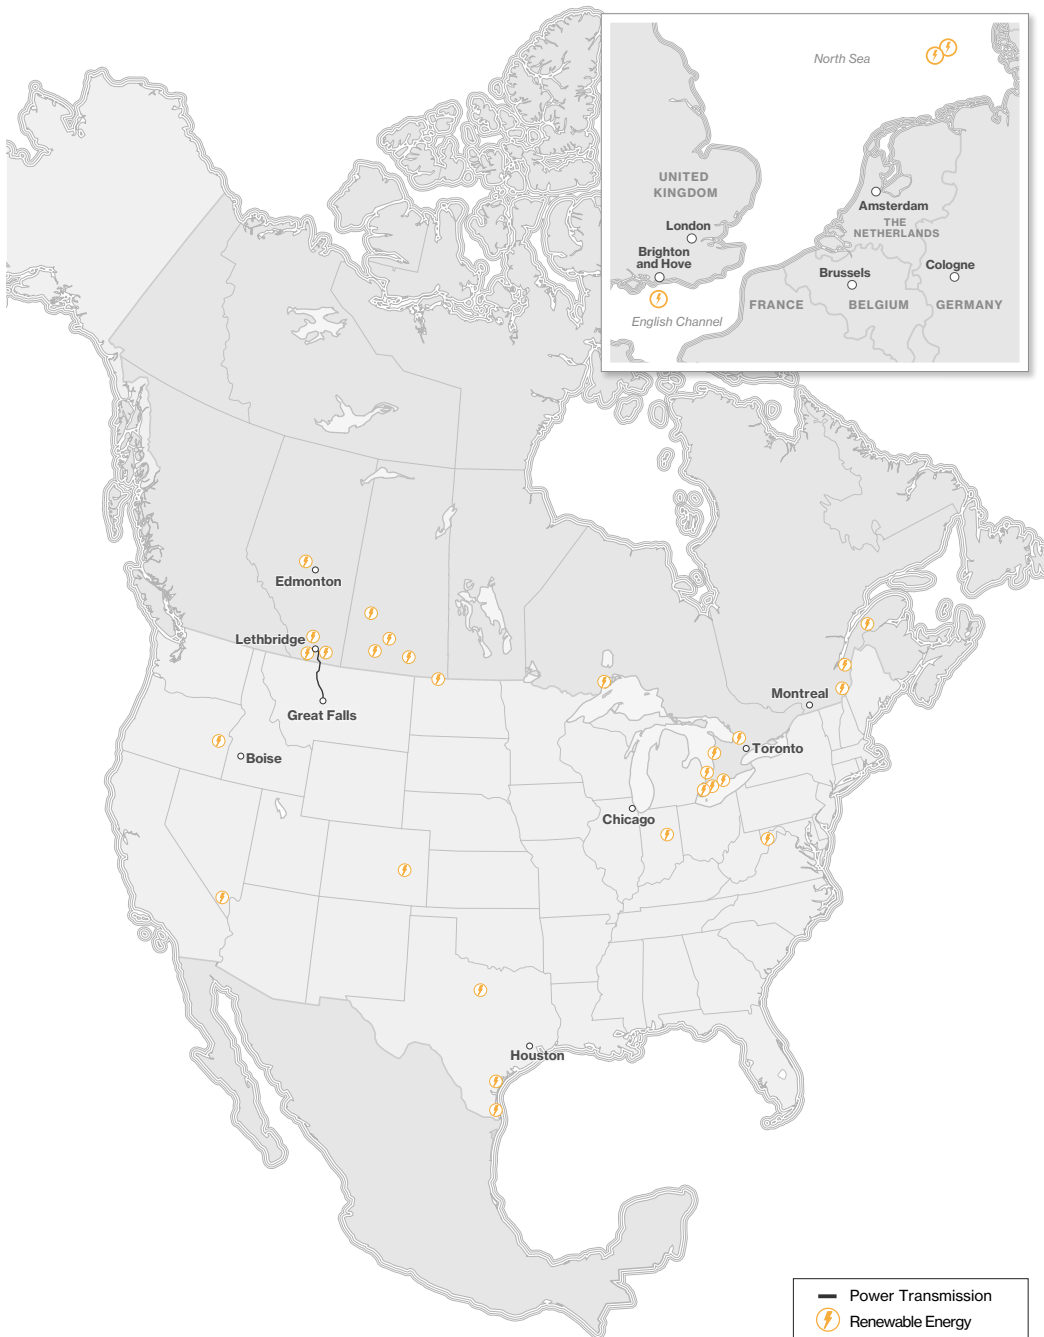 North Sea
UNITED
KINGDOM
Amsterdam
THE
NETHERLANDS
London
Brighton
and Hove
Brussels
Cologne
FRANCE
BELGIUM
GERMANY
English Channel
Edmonton
Lethbridge
Great Falls
Montreal
Boise
Toronto
Chicago
Houston
Power Transmission
Renewable Energy